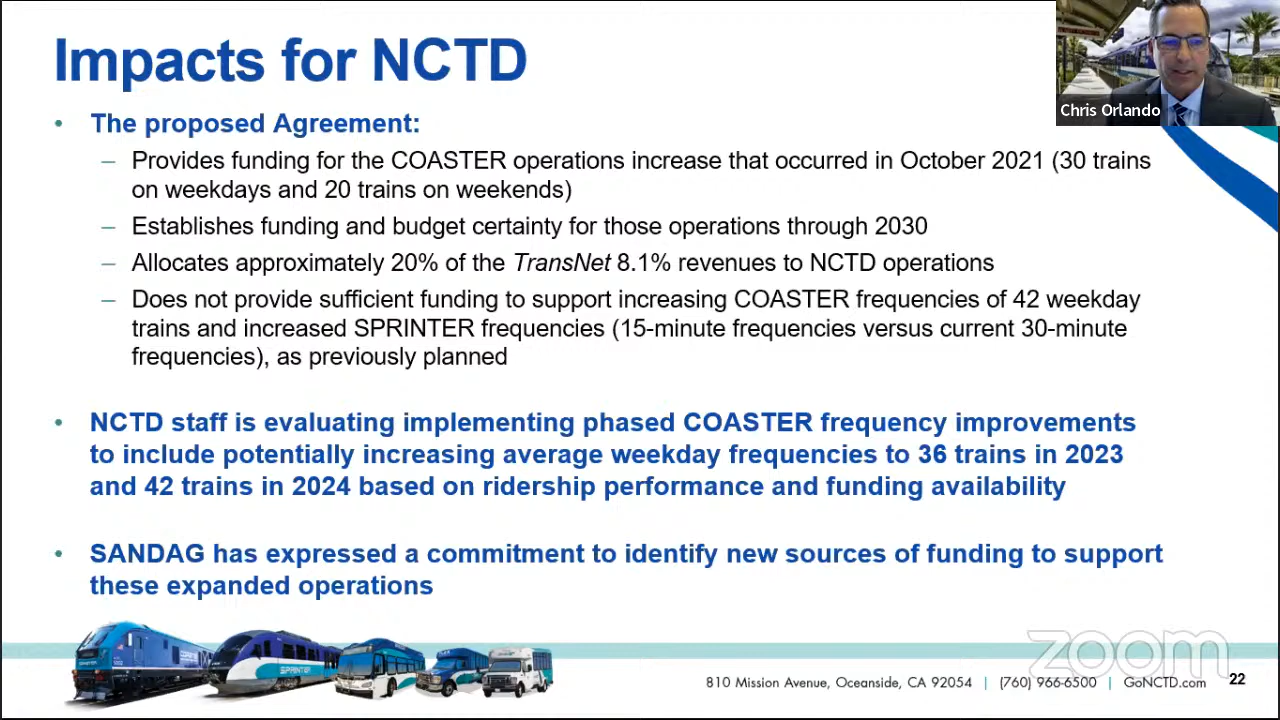 Impacts for NCTD
Chris Orlando
• The proposed Agreement:
– Provides funding for the COASTER operations increase that occurred in October 2021 (30 trains
on weekdays and 20 trains on weekends)
– Establishes funding and budget certainty for those operations through 2030
– Allocates approximately 20% of the TransNet 8.1% revenues to NCTD operations
– Does not provide sufficient funding to support increasing COASTER frequencies of 42 weekday
trains and increased SPRINTER frequencies (15-minute frequencies versus current 30-minute
frequencies), as previously planned
• NCTD staff is evaluating implementing phased COASTER frequency improvements
to include potentially increasing average weekday frequencies to 36 trains in 2023
and 42 trains in 2024 based on ridership performance and funding availability
• SANDAG has expressed a commitment to identify new sources of funding to support
these expanded operations
SPRINTER
zoom
810 Mission Avenue, Oceanside, CA 92054 | (760) 966-6500 | GoNCTD.com 22